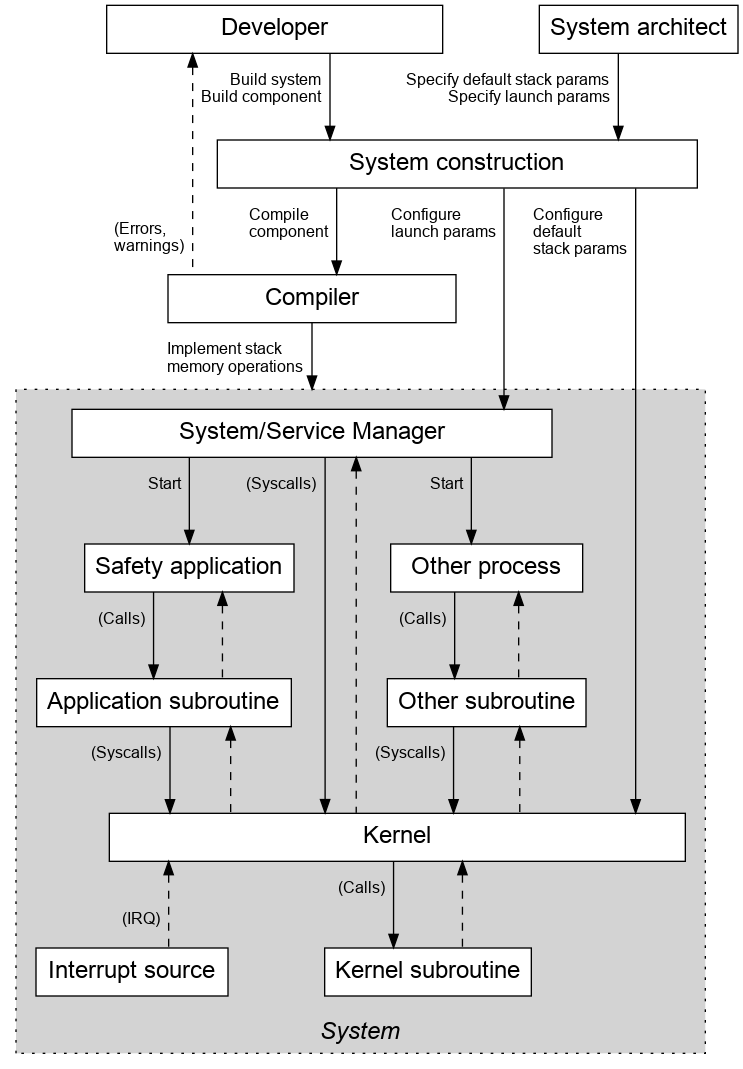 Developer
System architect
Build system
Build component
Specify default stack params
Specify launch params
System construction
(Errors,
warnings)
Compile
component
Configure
launch params
Configure
default
stack params
Compiler
Implement stack
memory operations
System/Service Manager
Start
(Syscalls)
Start
Safety application
Other process
(Calls)
(Calls)
Application subroutine
Other subroutine
(Syscalls)
(Syscalls)
Kernel
(Calls)
(IRQ)
Interrupt source
Kernel subroutine
System